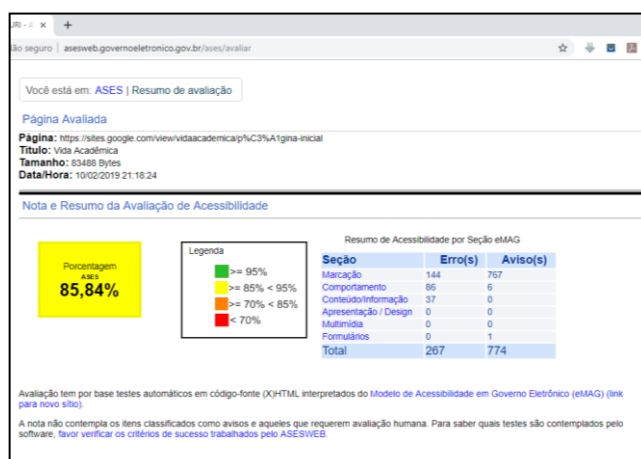 URI - A × +
ão seguro | asesweb.governoeletronico.gov.br/ases/avaliar
Você está em: ASES | Resumo de avaliação
Página Avaliada
Página: https://sites.google.com/view/vidaacademica/p%C3%A1gina-inicial
Título: Vida Acadêmica
Tamanho: 83488 Bytes
Data/Hora: 10/02/2019 21:18:24
Nota e Resumo da Avaliação de Acessibilidade
Porcentagem
ASES
85,84%
Legenda
>= 95%
>= 85% < 95%
>= 70% < 85%
< 70%
Resumo de Acessibilidade por Seção eMAG
Seção Erro(s) Aviso(s)
Marcação 144 767
Comportamento 86 6
Conteúdo/Informação 37 0
Apresentação / Design 0 0
Multimídia 0 0
Formulários 0 1
Total 267 774
Avaliação tem por base testes automáticos em código-fonte (X)HTML interpretados do Modelo de Acessibilidade em Governo Eletrônico (eMAG) (link
para novo sítio).
A nota não contempla os itens classificados como avisos e aqueles que requerem avaliação humana. Para saber quais testes são contemplados pelo
software, favor verificar os critérios de sucesso trabalhados pelo ASESWEB.